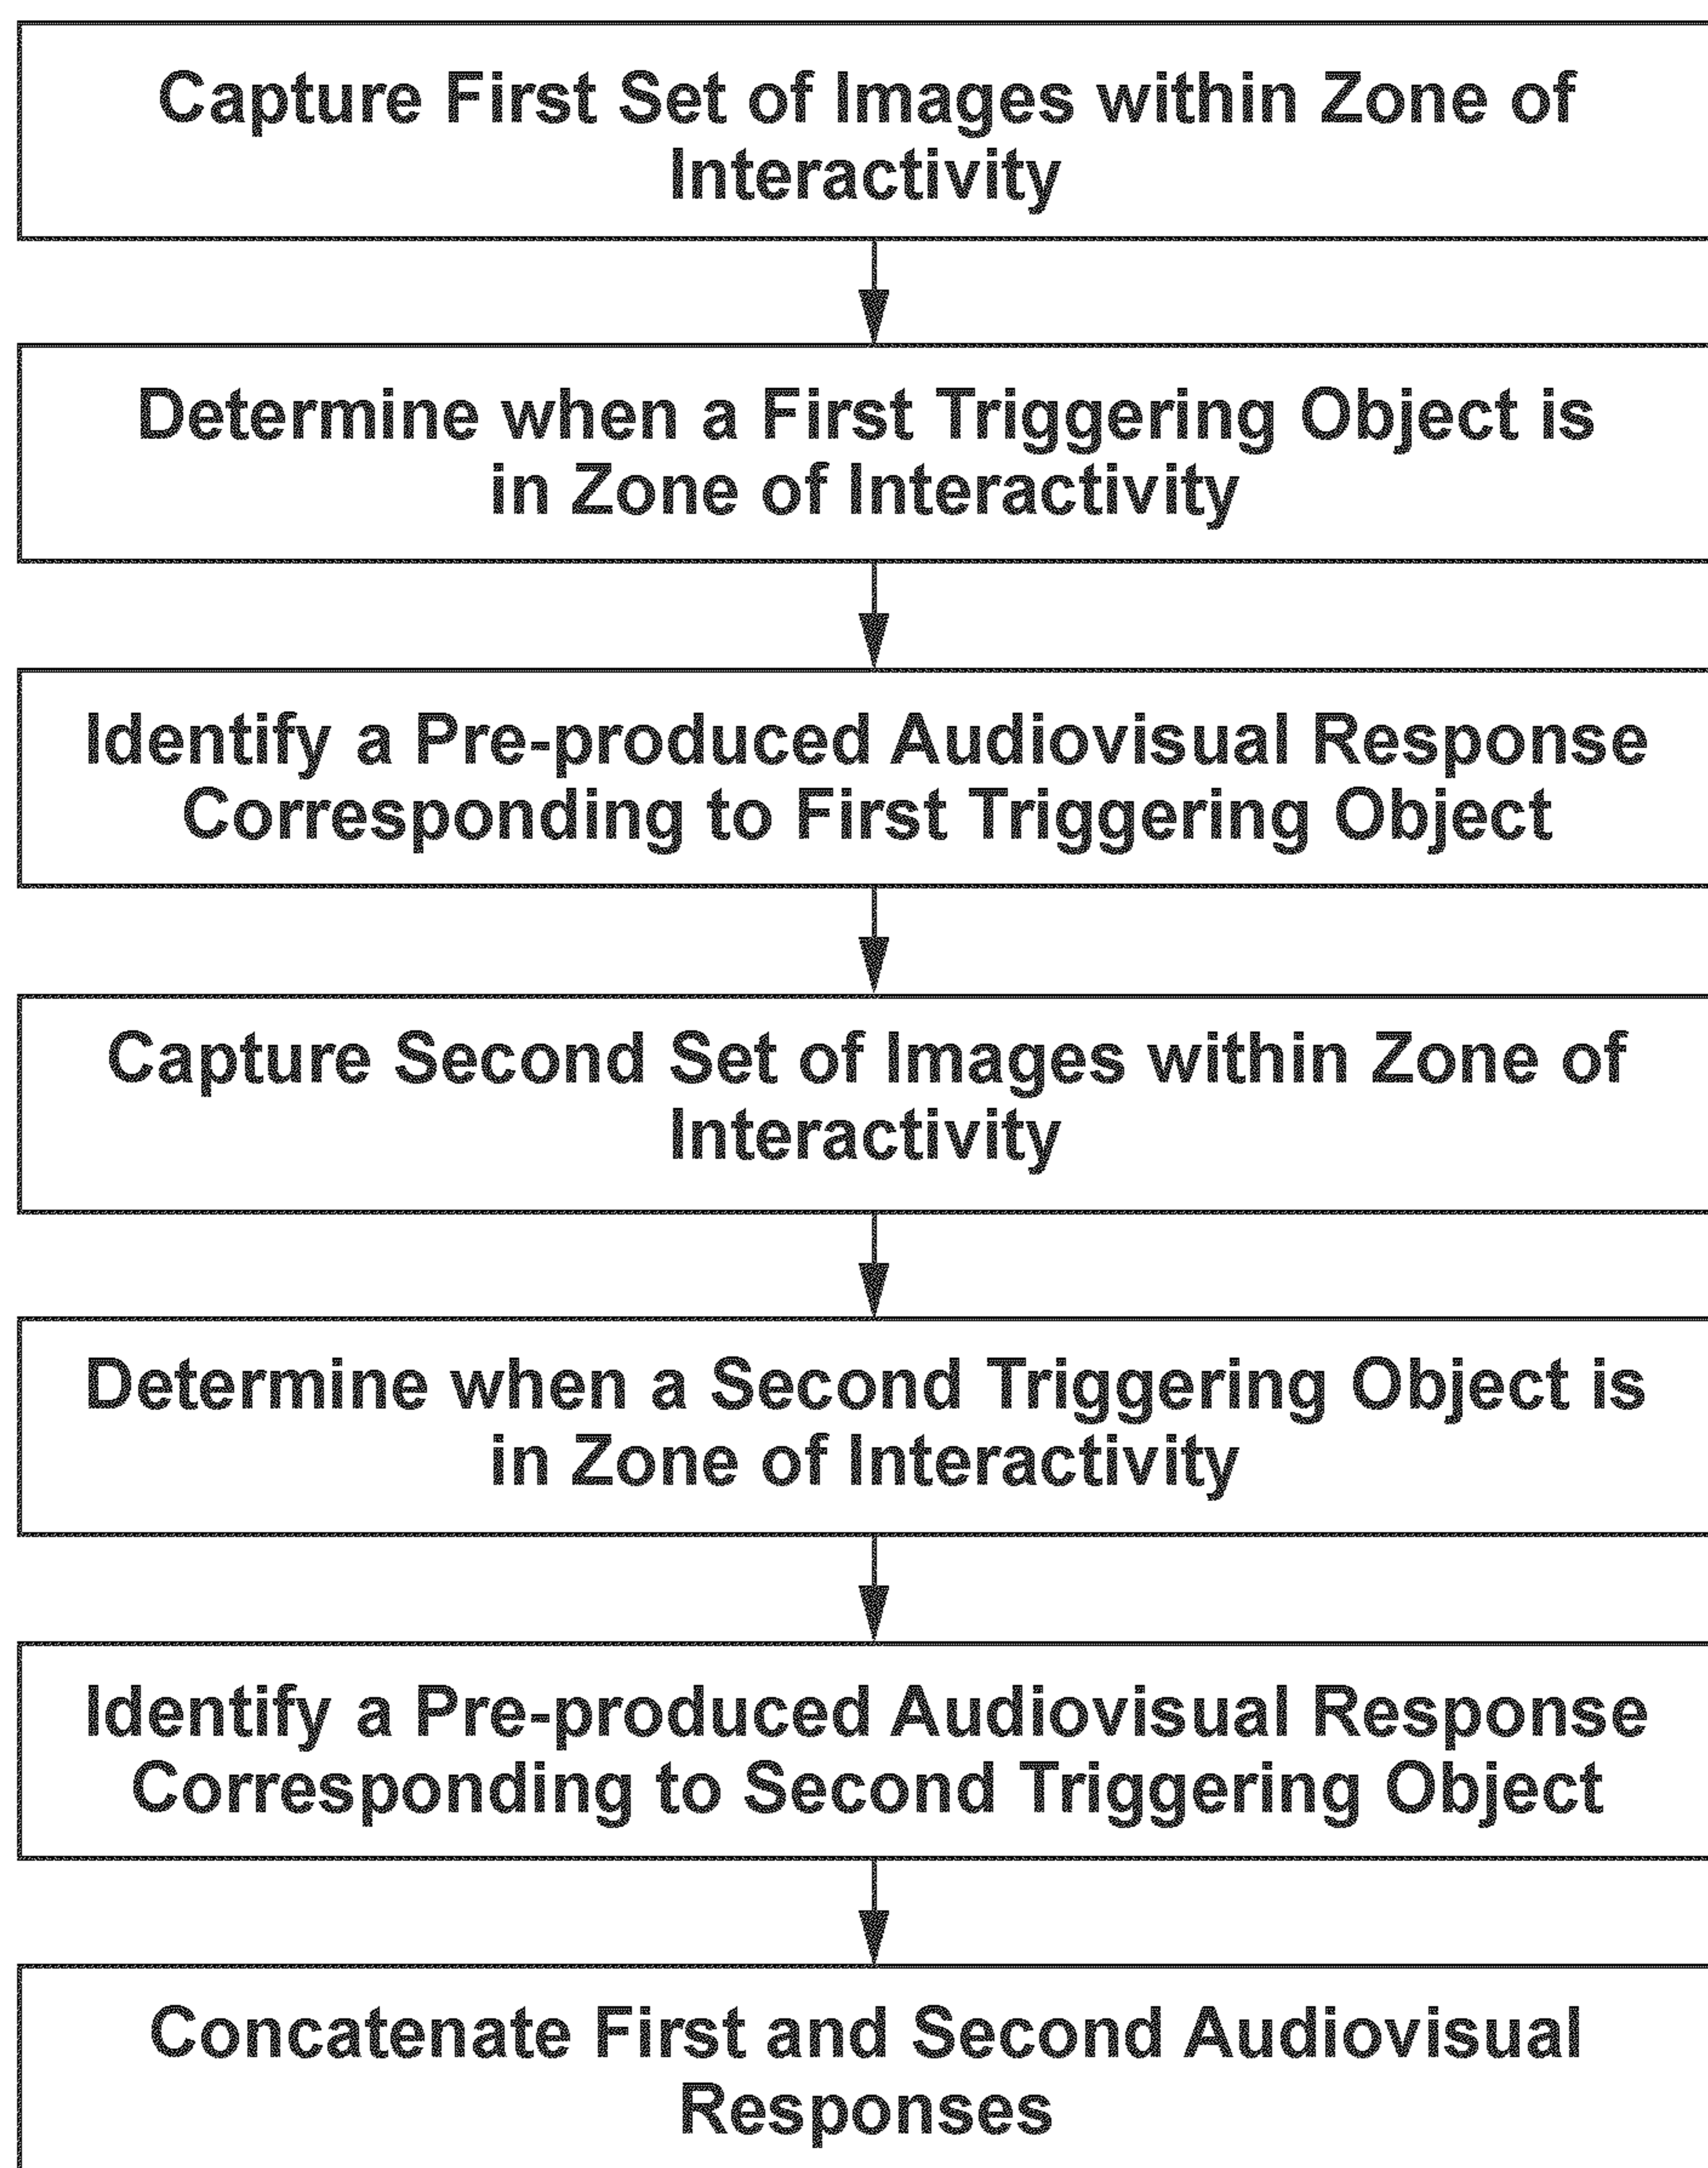 Capture First Set of Images within Zone of
Interactivity
Determine when a First Triggering Object is
in Zone of Interactivity
Identify a Pre-produced Audiovisual Response
Corresponding to First Triggering Object
Capture Second Set of Images within Zone of
Interactivity
Determine when a Second Triggering Object is
in Zone of Interactivity
Identify a Pre-produced Audiovisual Response
Corresponding to Second Triggering Object
Concatenate First and Second Audiovisual
Responses